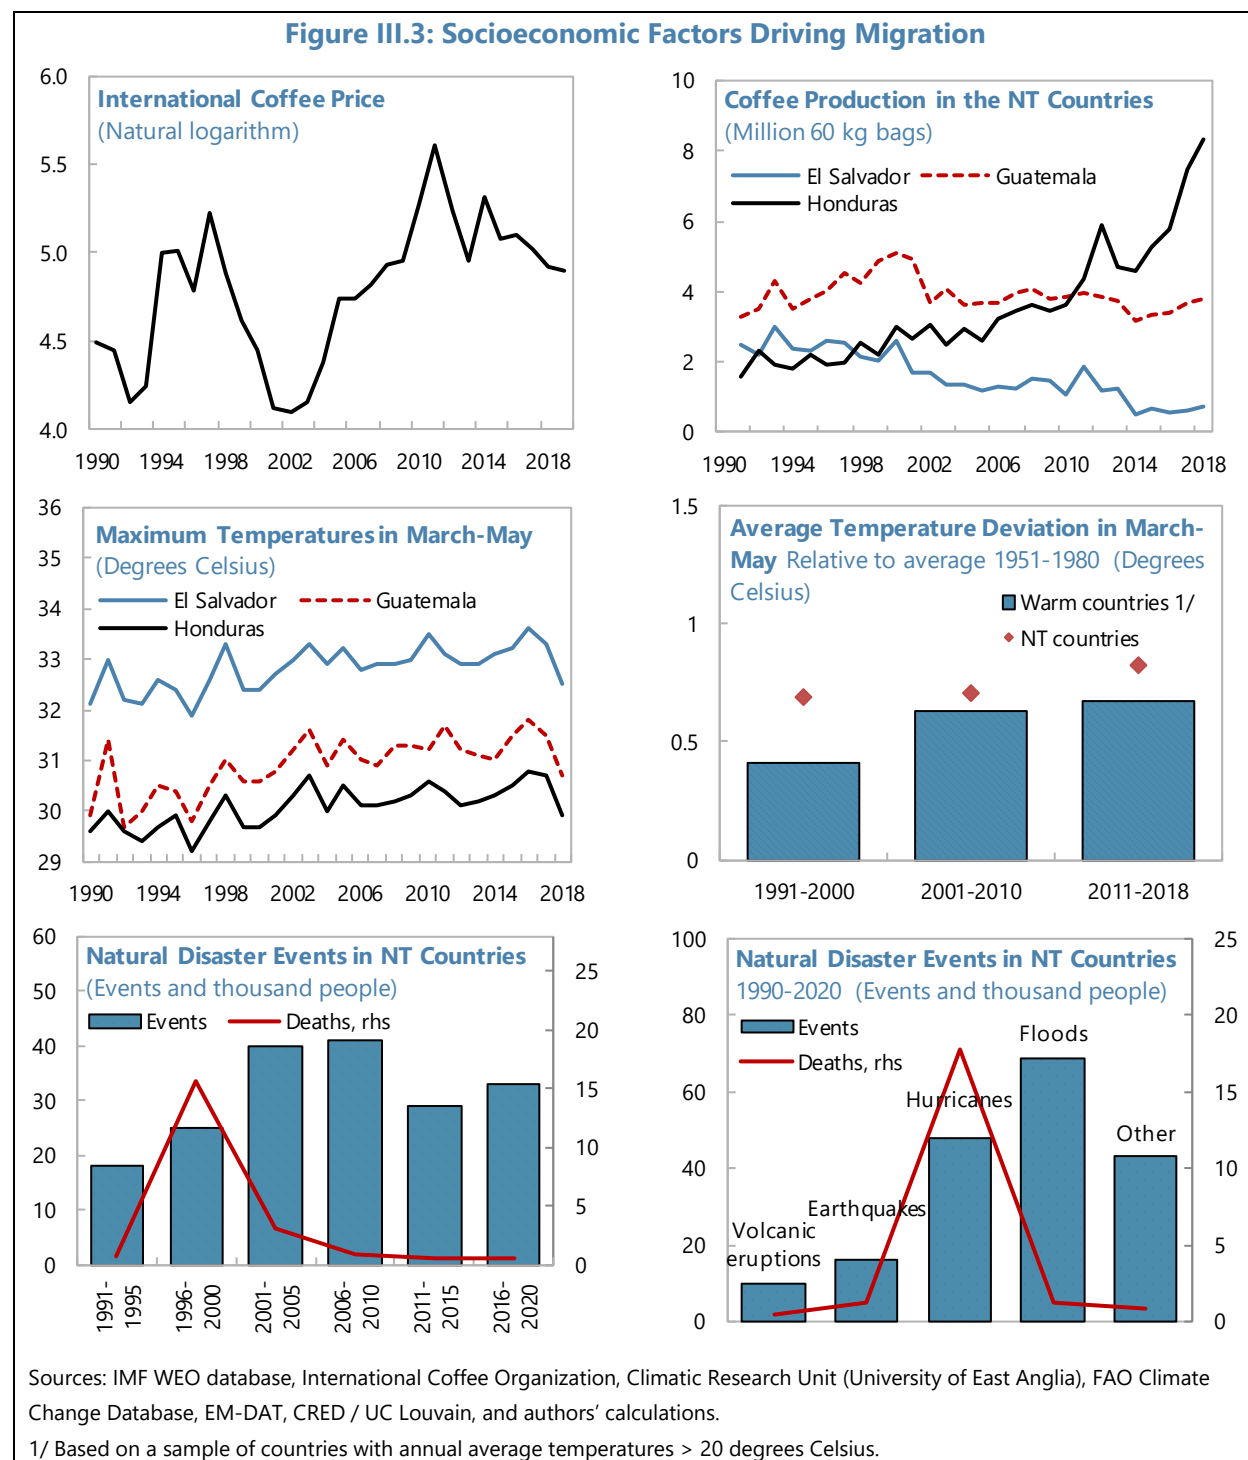 Figure III.3: Socioeconomic Factors Driving Migration
International Coffee Price
(Natural logarithm)
6.0
5.5
5.0
4.5
4.0
1990 1994 1998 2002 2006 2010 2014 2018
Coffee Production in the NT Countries
(Million 60 kg bags)
El Salvador
Guatemala
Honduras
10
8
6
4
2
0
1990 1994 1998 2002 2006 2010 2014 2018
Maximum Temperatures in March-May
(Degrees Celsius)
El Salvador
Guatemala
Honduras
36
35
34
33
32
31
30
29
1990 1994 1998 2002 2006 2010 2014 2018
Average Temperature Deviation in March-
May Relative to average 1951-1980 (Degrees
Celsius)
Warm countries 1/
NT countries
1.5
1
0.5
0
1991-2000 2001-2010 2011-2018
Natural Disaster Events in NT Countries
(Events and thousand people)
Events
Deaths, rhs
60
50
40
30
20
10
0
25
20
15
10
5
0
1991-
1995
1996-
2000
2001-
2005
2006-
2010
2011-
2015
2016-
2020
Natural Disaster Events in NT Countries
1990-2020 (Events and thousand people)
Events
Deaths, rhs
100
80
60
40
20
0
25
20
15
10
5
0
Volcanic
eruptions
Earthquakes
Hurricanes
Floods
Other
Sources: IMF WEO database, International Coffee Organization, Climatic Research Unit (University of East Anglia), FAO Climate
Change Database, EM-DAT, CRED / UC Louvain, and authors’ calculations.
1/ Based on a sample of countries with annual average temperatures > 20 degrees Celsius.